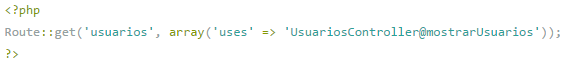 <?php
Route::get('usuarios', array('uses' => 'UsuariosController@mostrarUsuarios'));
?>